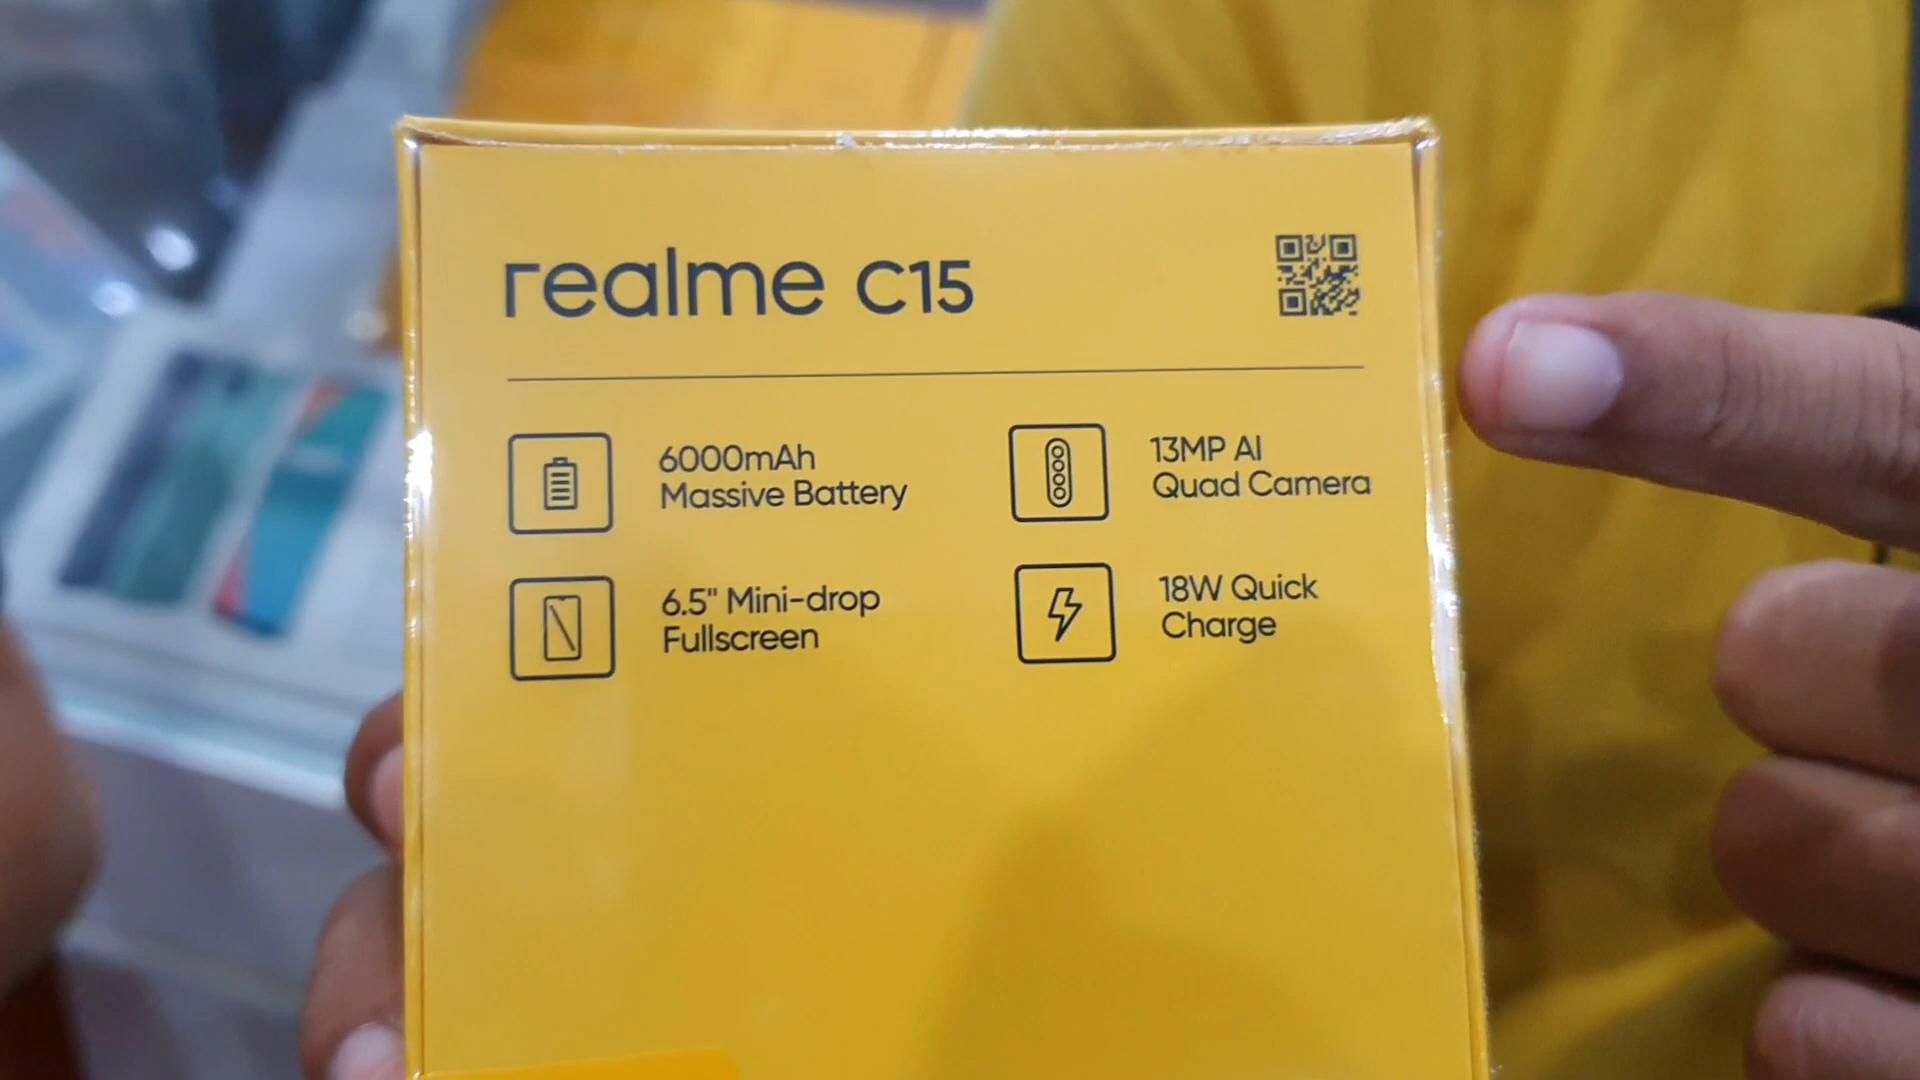 realme C15
6000mAh
Massive Battery
13MP AI
Quad Camera
6.5" Mini-drop
Fullscreen
18W Quick
Charge